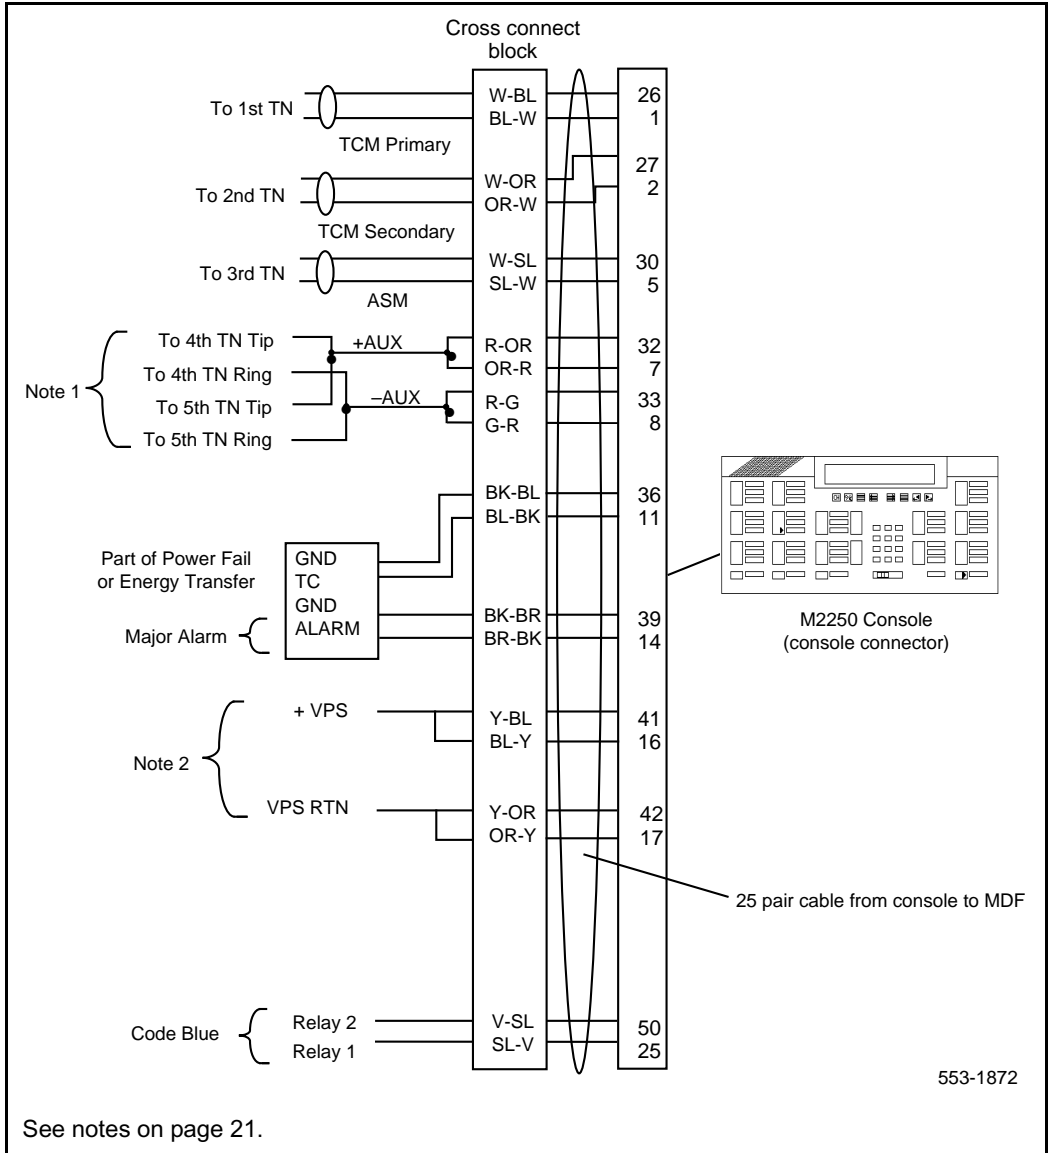 Cross connect
block
To 1st TN
W-BL
26
BL-W
1
TCM Primary
27
To 2nd TN
W-OR
2
OR-W
TCM Secondary
To 3rd TN
W-SL
30
SL-W
5
ASM
Note 1
To 4th TN Tip
+AUX
R-OR
32
OR-R
7
To 4th TN Ring
–AUX
R-G
33
To 5th TN Tip
G-R
8
To 5th TN Ring
BK-BL
36
BL-BK
11
Part of Power Fail
or Energy Transfer
GND
TC
GND
ALARM
Major Alarm
BK-BR
39
BR-BK
14
M2250 Console
(console connector)
Note 2
+ VPS
Y-BL
41
BL-Y
16
VPS RTN
Y-OR
42
OR-Y
17
25 pair cable from console to MDF
Code Blue
Relay 2
V-SL
50
Relay 1
SL-V
25
553-1872
See notes on page 21.